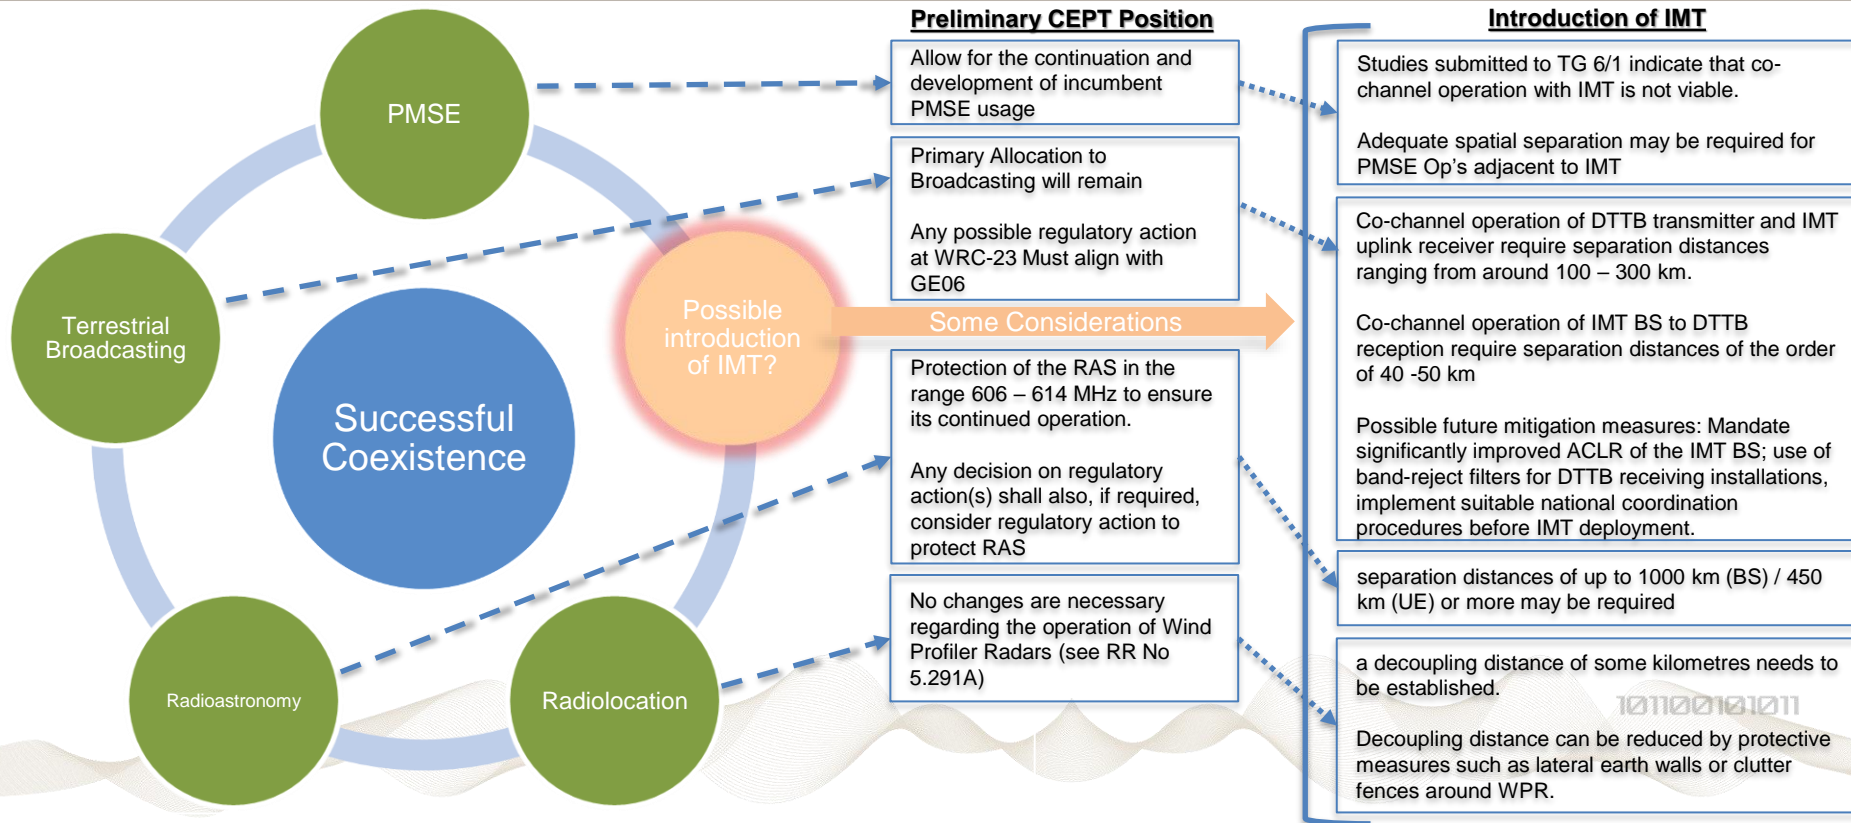 Preliminary CEPT Position
Introduction of IMT
PMSE
Terrestrial
Broadcasting
Possible
introduction
of IMT?
Successful
Coexistence
Radioastronomy
Radiolocation
Some Considerations
Allow for the continuation and
development of incumbent
PMSE usage
Primary Allocation to
Broadcasting will remain
Any possible regulatory action
at WRC-23 Must align with
GE06
Protection of the RAS in the
range 606 – 614 MHz to ensure
its continued operation.
Any decision on regulatory
action(s) shall also, if required,
consider regulatory action to
protect RAS
No changes are necessary
regarding the operation of Wind
Profiler Radars (see RR No
5.291A)
Studies submitted to TG 6/1 indicate that co-
channel operation with IMT is not viable.
Adequate spatial separation may be required for
PMSE Op's adjacent to IMT
Co-channel operation of DTTB transmitter and IMT
uplink receiver require separation distances
ranging from around 100 – 300 km.
Co-channel operation of IMT BS to DTTB
reception require separation distances of the order
of 40 -50 km
Possible future mitigation measures: Mandate
significantly improved ACLR of the IMT BS; use of
band-reject filters for DTTB receiving installations,
implement suitable national coordination
procedures before IMT deployment.
separation distances of up to 1000 km (BS) / 450
km (UE) or more may be required
a decoupling distance of some kilometres needs to
be established.
101100101011
Decoupling distance can be reduced by protective
measures such as lateral earth walls or clutter
fences around WPR.